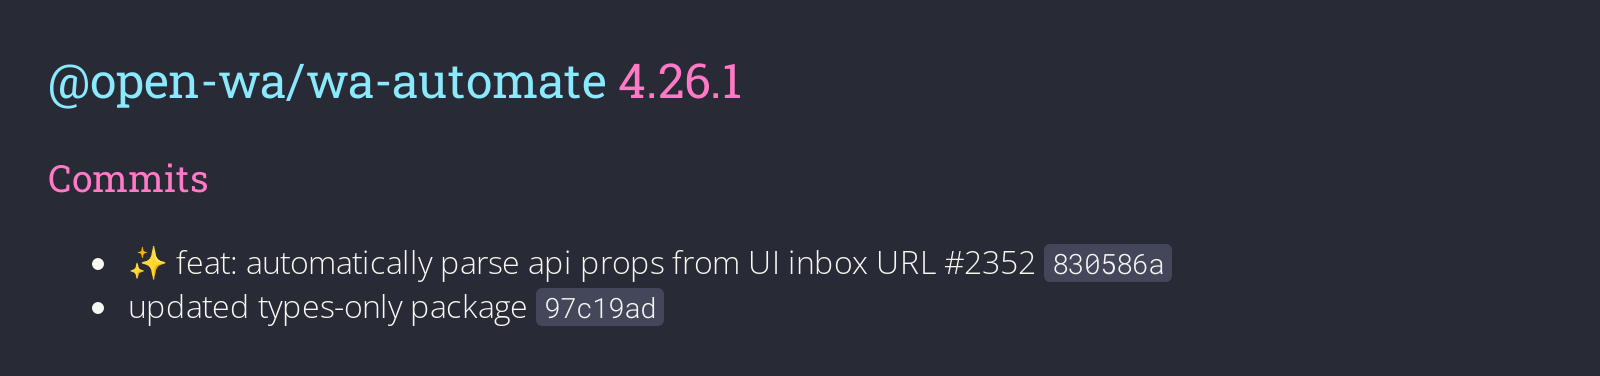 @open-wa/wa-automate 4.26.1
Commits
✨ feat: automatically parse api props from UI inbox URL #2352 830586a
updated types-only package 97c19ad